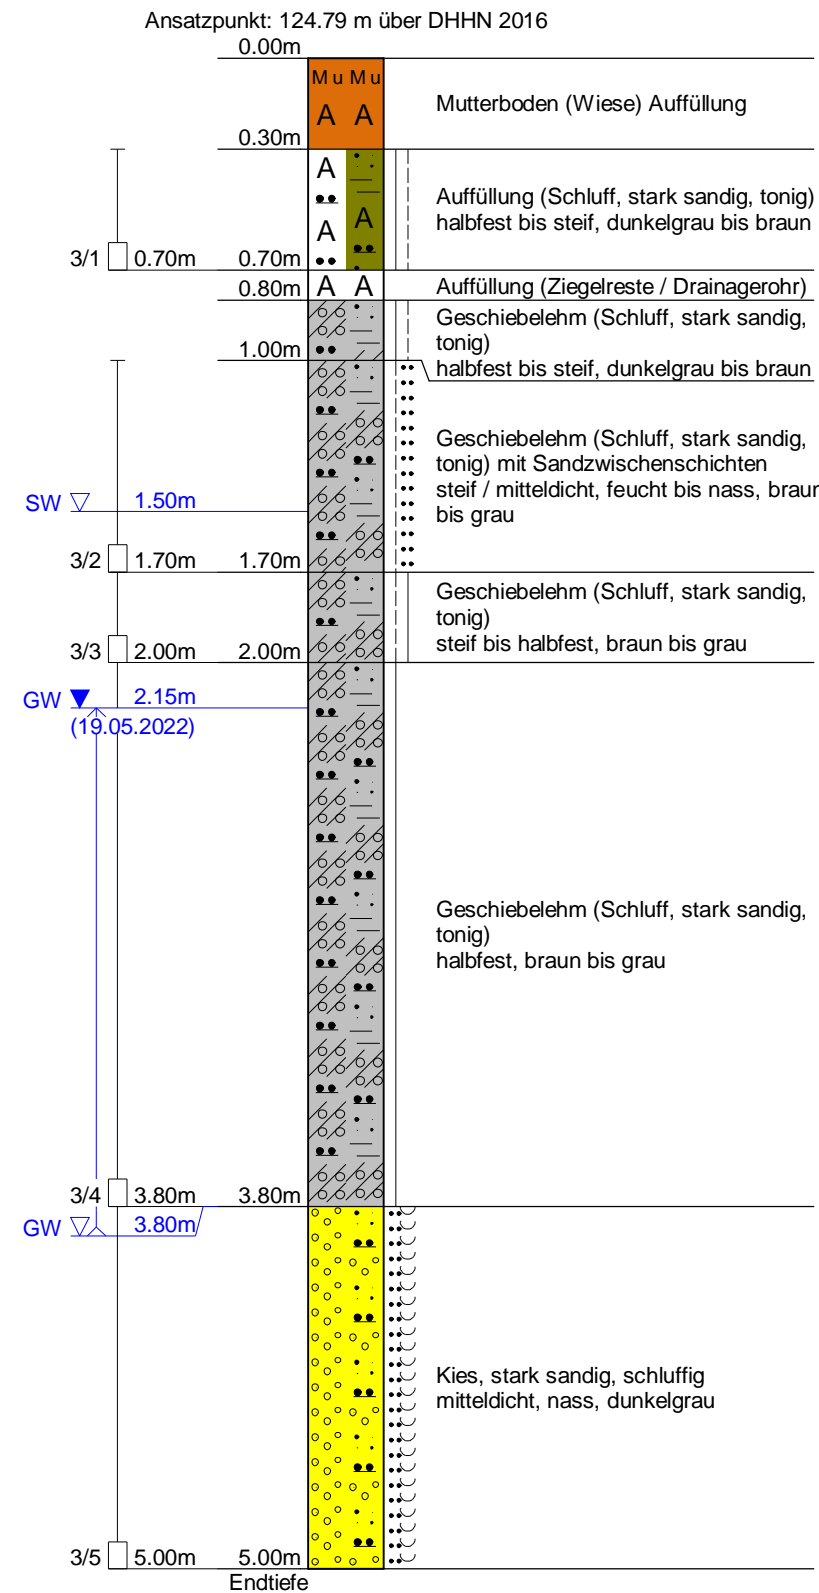 Ansatzpunkt: 124.79 m über DHHN 2016
0.00m
Mu Mu
A A
Mutterboden (Wiese) Auffüllung
0.30m
A
A
A
Auffüllung (Schluff, stark sandig, tonig)
halbfest bis steif, dunkelgrau bis braun
3/1 0.70m 0.70m
0.80m A A Auffüllung (Ziegelreste / Drainagerohr)
Geschiebelehm (Schluff, stark sandig,
tonig)
halbfest bis steif, dunkelgrau bis braun
1.00m
Geschiebelehm (Schluff, stark sandig,
tonig) mit Sandzwischenschichten
steif / mitteldicht, feucht bis nass, braun
bis grau
SW 1.50m
3/2 1.70m 1.70m
Geschiebelehm (Schluff, stark sandig,
tonig)
steif bis halbfest, braun bis grau
3/3 2.00m 2.00m
GW 2.15m
(19.05.2022)
Geschiebelehm (Schluff, stark sandig,
tonig)
halbfest, braun bis grau
3/4 3.80m 3.80m
GW 3.80m
Kies, stark sandig, schluffig
mitteldicht, nass, dunkelgrau
3/5 5.00m 5.00m
Endtiefe